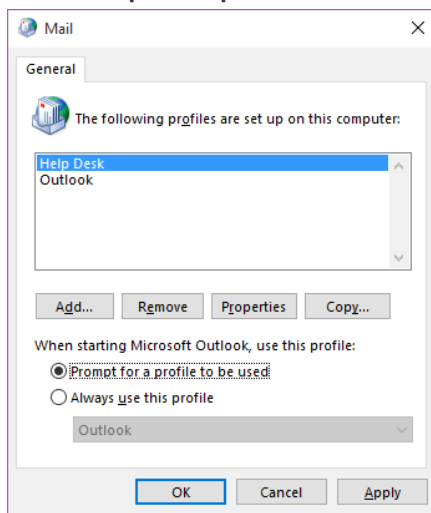 Mail
General
The following profiles are set up on this computer:
Help Desk
Outlook
Add... Remove Properties Copy...
When starting Microsoft Outlook, use this profile:
Prompt for a profile to be used
Always use this profile
Outlook
OK Cancel Apply